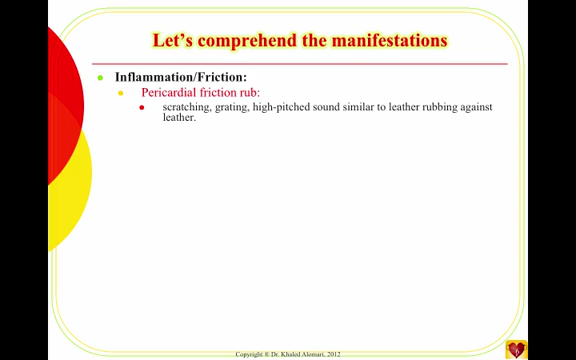 Let's comprehend the manifestations
Inflammation/Friction:
Pericardial friction rub:
scratching, grating, high-pitched sound similar to leather rubbing against
leather.
Copyright © Dr. Khaled Alomari, 2012